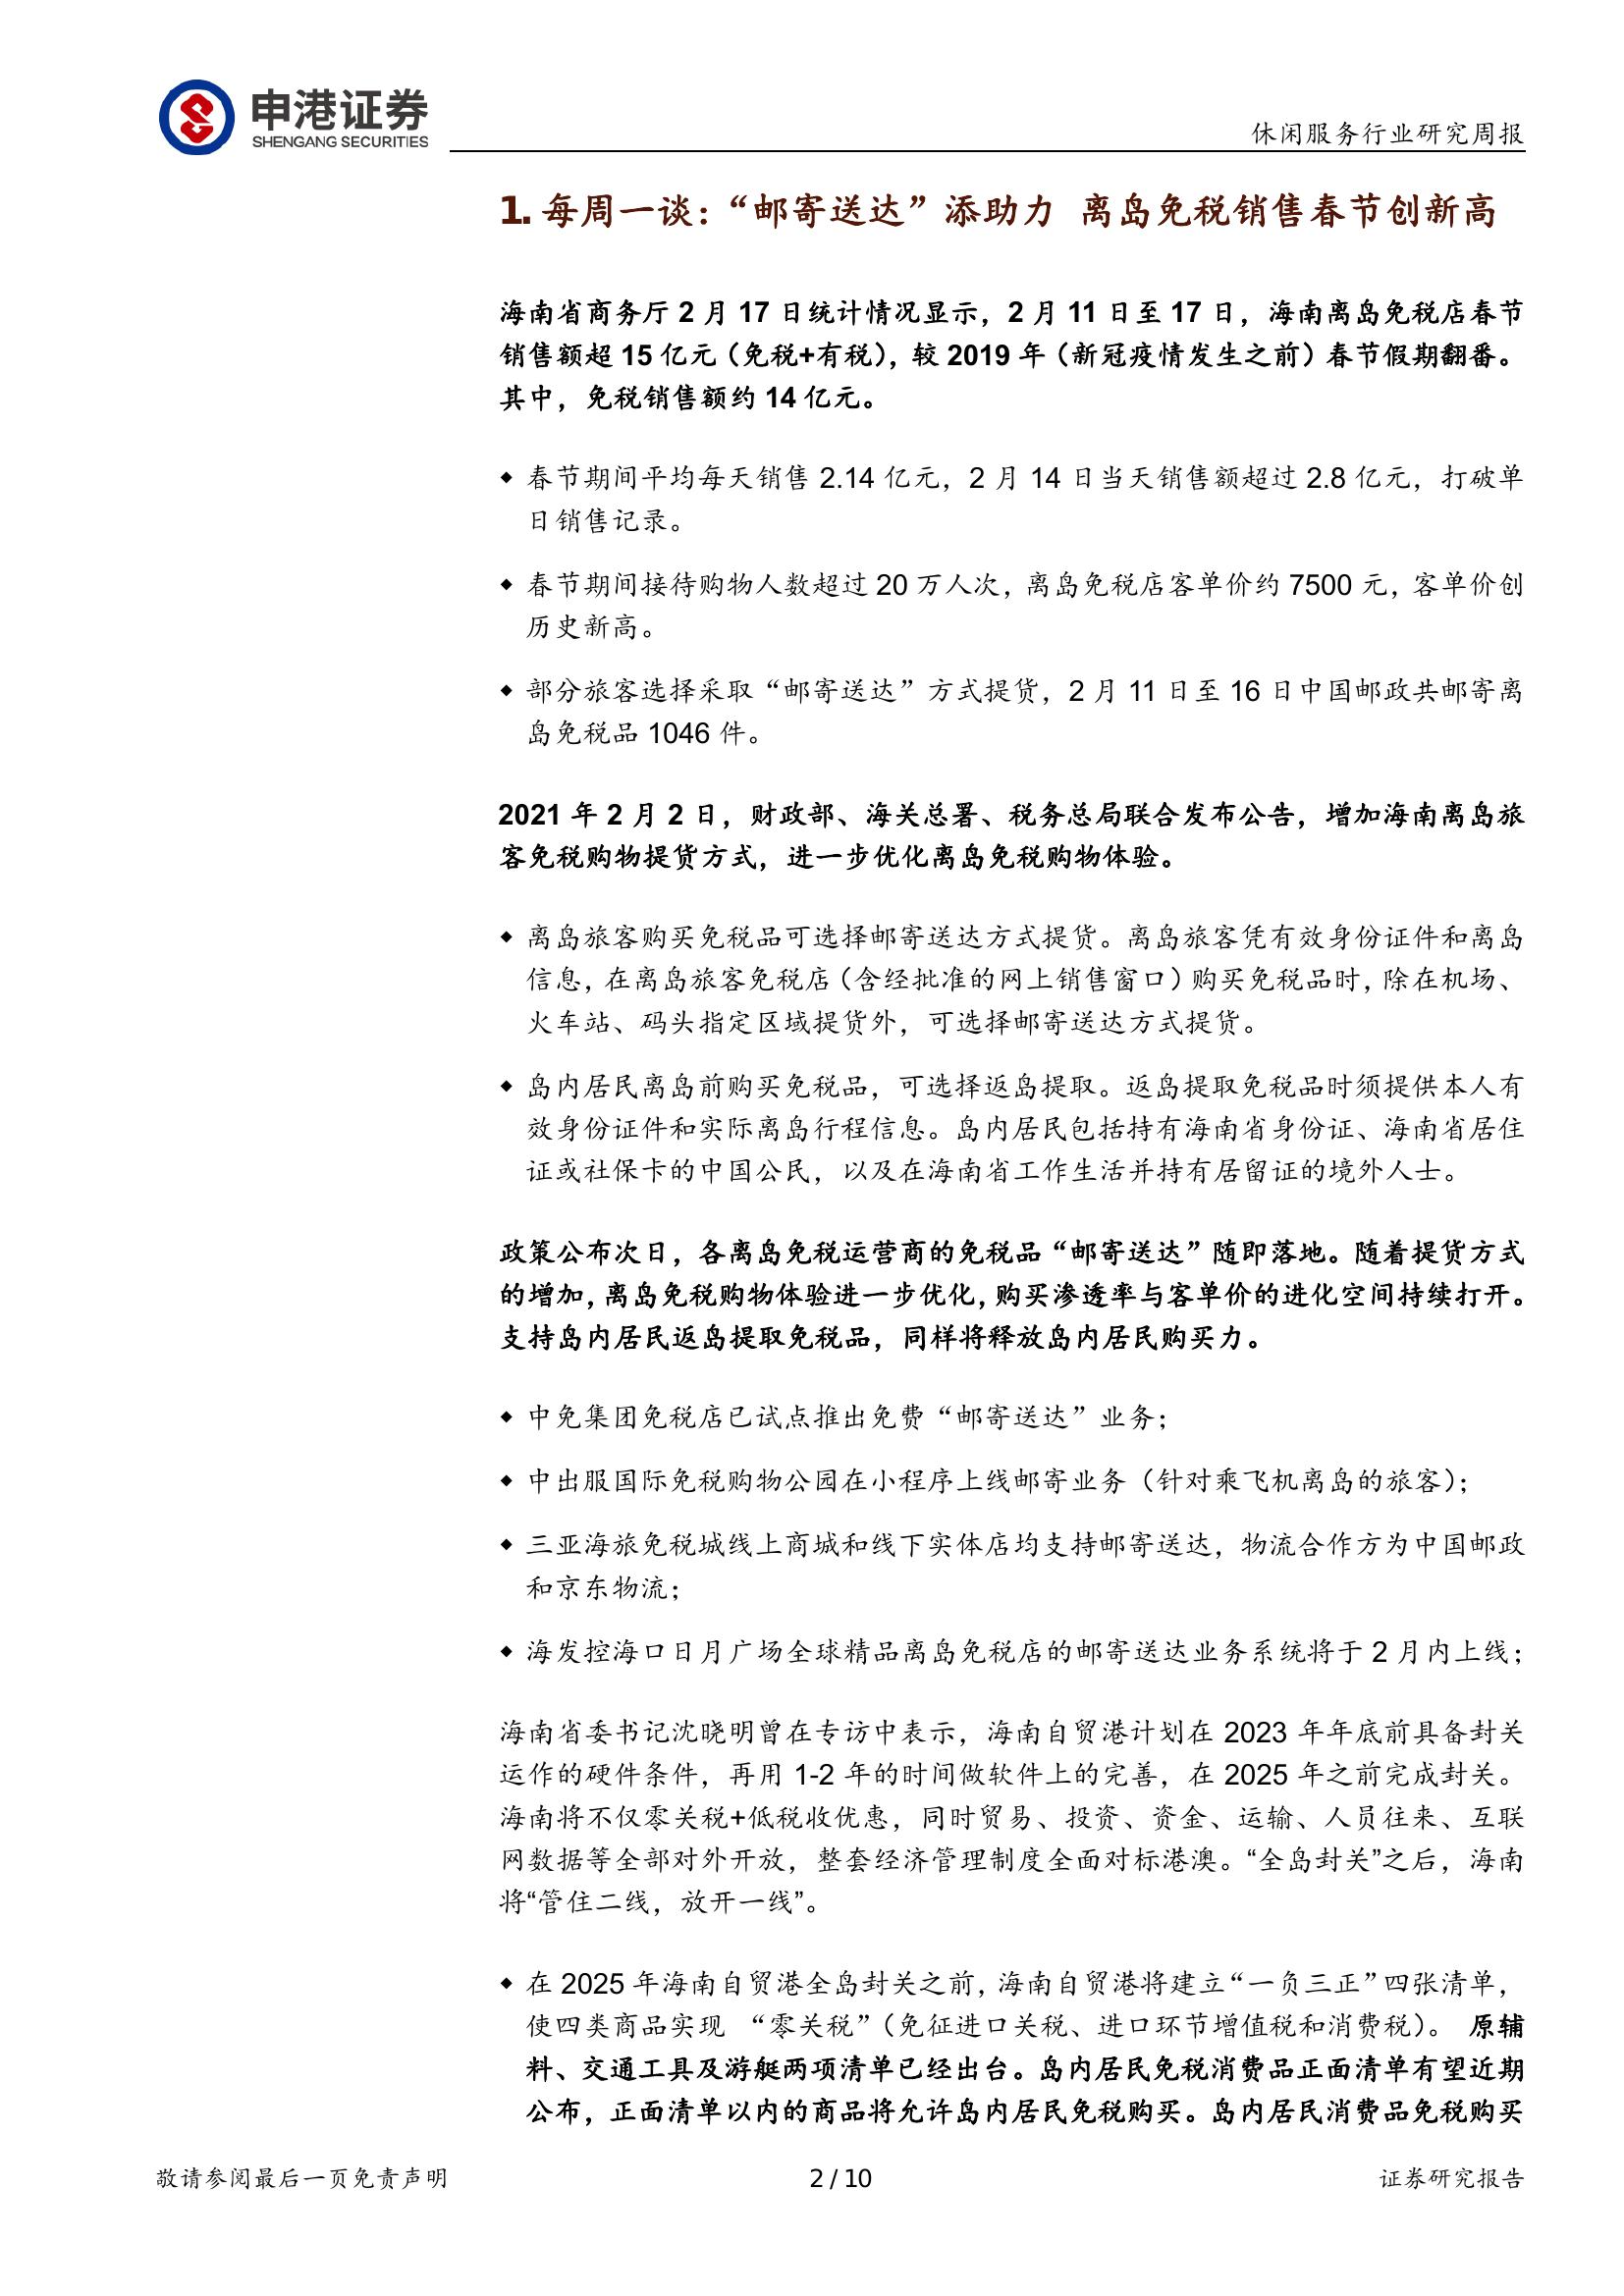 申港证券
SHENGANG SECURITIES
休闲服务行业研究周报
1. 每周一谈：“邮寄送达”添助力 离岛免税销售春节创新高
海南省商务厅 2 月 17 日统计情况显示，2 月 11 日至 17 日，海南离岛免税店春节
销售额超 15 亿元（免税+有税），较 2019 年（新冠疫情发生之前）春节假期翻番。
其中，免税销售额约 14 亿元。
◆ 春节期间平均每天销售 2.14 亿元，2 月 14 日当天销售额超过 2.8 亿元，打破单
日销售记录。
◆ 春节期间接待购物人数超过 20 万人次，离岛免税店客单价约 7500 元，客单价创
历史新高。
◆ 部分旅客选择采取“邮寄送达”方式提货，2 月 11 日至 16 日中国邮政共邮寄离
岛免税品 1046 件。
2021 年 2 月 2 日，财政部、海关总署、税务总局联合发布公告，增加海南离岛旅
客免税购物提货方式，进一步优化离岛免税购物体验。
◆ 离岛旅客购买免税品可选择邮寄送达方式提货。离岛旅客凭有效身份证件和离岛
信息，在离岛旅客免税店（含经批准的网上销售窗口）购买免税品时，除在机场、
火车站、码头指定区域提货外，可选择邮寄送达方式提货。
◆ 岛内居民离岛前购买免税品，可选择返岛提取。返岛提取免税品时须提供本人有
效身份证件和实际离岛行程信息。岛内居民包括持有海南省身份证、海南省居住
证或社保卡的中国公民，以及在海南省工作生活并持有居留证的境外人士。
政策公布次日，各离岛免税运营商的免税品“邮寄送达”随即落地。随着提货方式
的增加，离岛免税购物体验进一步优化，购买渗透率与客单价的进化空间持续打开。
支持岛内居民返岛提取免税品，同样将释放岛内居民购买力。
◆ 中免集团免税店已试点推出免费“邮寄送达”业务；
◆ 中出服国际免税购物公园在小程序上线邮寄业务（针对乘飞机离岛的旅客）；
◆ 三亚海旅免税城线上商城和线下实体店均支持邮寄送达，物流合作方为中国邮政
和京东物流；
◆ 海发控海口日月广场全球精品离岛免税店的邮寄送达业务系统将于 2 月内上线；
海南省委书记沈晓明曾在专访中表示，海南自贸港计划在 2023 年年底前具备封关
运作的硬件条件，再用 1-2 年的时间做软件上的完善，在 2025 年之前完成封关。
海南将不仅零关税+低税收优惠，同时贸易、投资、资金、运输、人员往来、互联
网数据等全部对外开放，整套经济管理制度全面对标港澳。“全岛封关”之后，海南
将“管住二线，放开一线”。
◆ 在 2025 年海南自贸港全岛封关之前，海南自贸港将建立“一负三正”四张清单，
使四类商品实现 “零关税”（免征进口关税、进口环节增值税和消费税）。 原辅
料、交通工具及游艇两项清单已经出台。岛内居民免税消费品正面清单有望近期
公布，正面清单以内的商品将允许岛内居民免税购买。岛内居民消费品免税购买
敬请参阅最后一页免责声明
2 / 10
证券研究报告